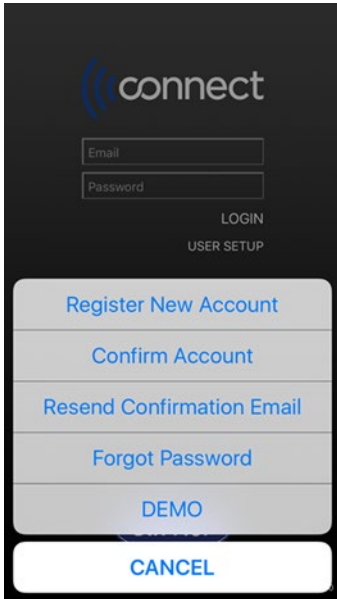 connect
Email
Password
LOGIN
USER SETUP
Register New Account
Confirm Account
Resend Confirmation Email
Forgot Password
DEMO
CANCEL